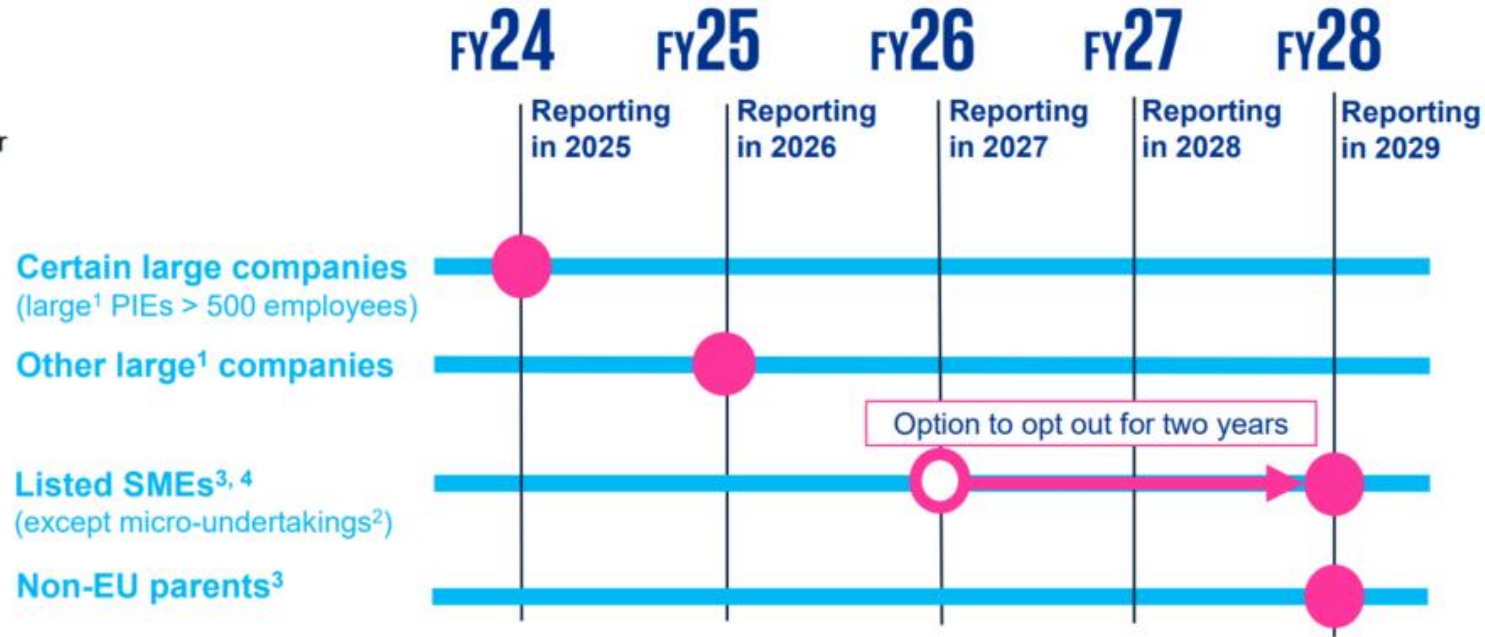 FY24 FY25 FY26 FY27 FY28
Reporting in 2025
Reporting in 2026
Reporting in 2027
Reporting in 2028
Reporting in 2029
r
Certain large companies
(large¹ PIEs > 500 employees)
Other large¹ companies
Option to opt out for two years
Listed SMEs³, ⁴
(except micro-undertakings²)
Non-EU parents³